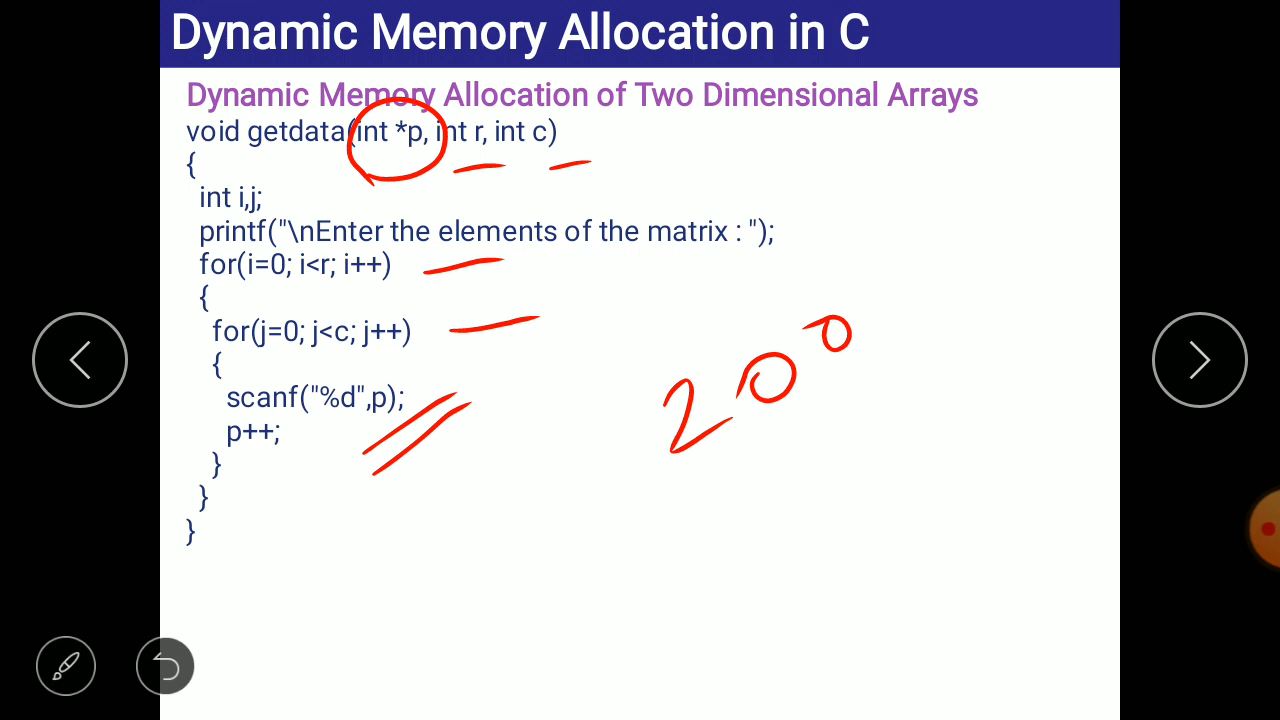 Dynamic Memory Allocation in C
Dynamic Memory Allocation of Two Dimensional Arrays
void getdata(int *p, int r, int c)
{
int i,j;
printf("\nEnter the elements of the matrix : ");
for(i=0; i<r; i++)
{
for(j=0; j<c; j++)
{
scanf("%d",p);
p++;
}
}
}
200